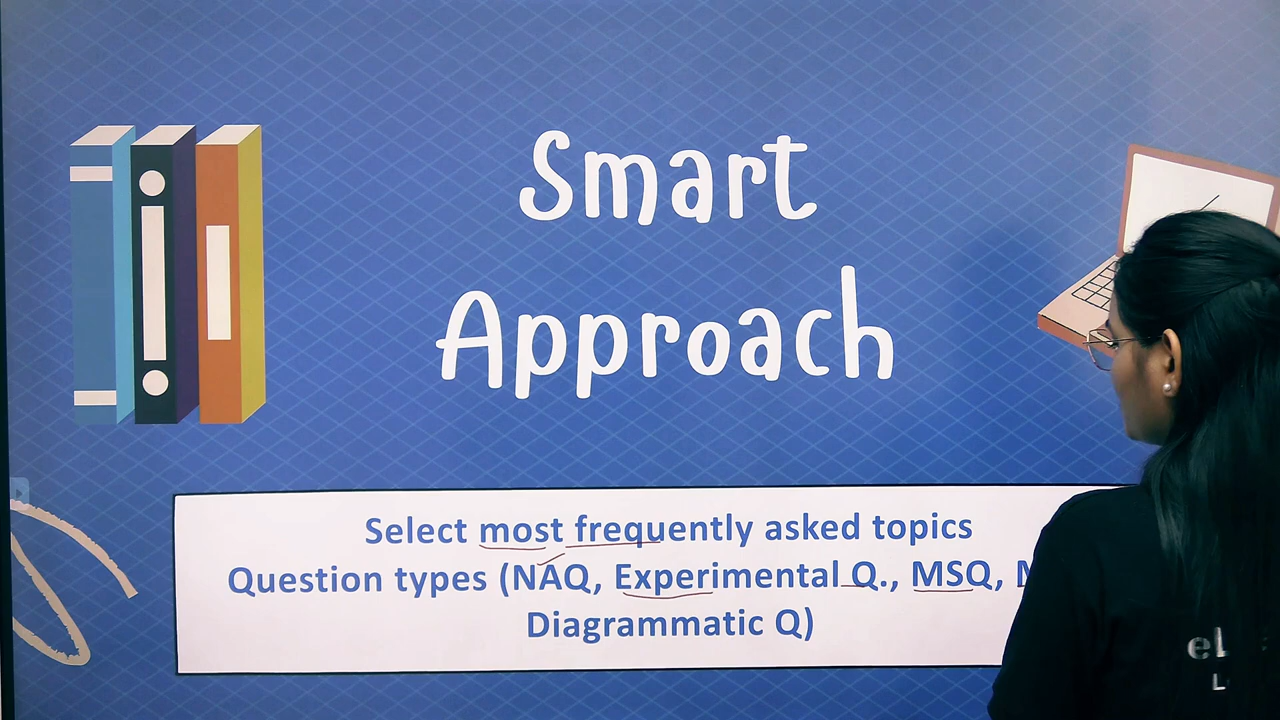 Smart
Approach
Select most frequently asked topics
Question types (NAQ, Experimental Q., MSQ,
Diagrammatic Q)